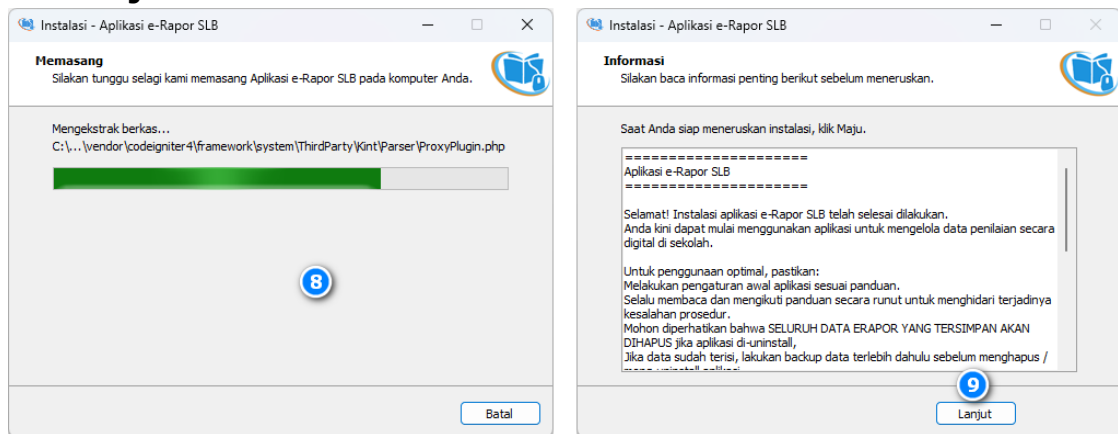 Instalasi - Aplikasi e-Rapor SLB
Memasang
Silakan tunggu selagi kami memasang Aplikasi e-Rapor SLB pada komputer Anda.
Mengekstrak berkas...
C:\...\vendor\codeigniter4\framework\system\ThirdParty\Kint\Parser\ProxyPlugin.php
8
Batal
Instalasi - Aplikasi e-Rapor SLB
Informasi
Silakan baca informasi penting berikut sebelum meneruskan.
Saat Anda siap meneruskan instalasi, klik Maju.
=====================
Aplikasi e-Rapor SLB
=====================
Selamat! Instalasi aplikasi e-Rapor SLB telah selesai dilakukan.
Anda kini dapat mulai menggunakan aplikasi untuk mengelola data penilaian secara
digital di sekolah.
Untuk penggunaan optimal, pastikan:
Melakukan pengaturan awal aplikasi sesuai panduan.
Selalu membaca dan mengikuti panduan secara runut untuk menghidari terjadinya
kesalahan prosedur.
Mohon diperhatikan bahwa SELURUH DATA ERAPOR YANG TERSIMPAN AKAN
DIHAPUS jika aplikasi di-uninstall,
Jika data sudah terisi, lakukan backup data terlebih dahulu sebelum menghapus /
9
Lanjut